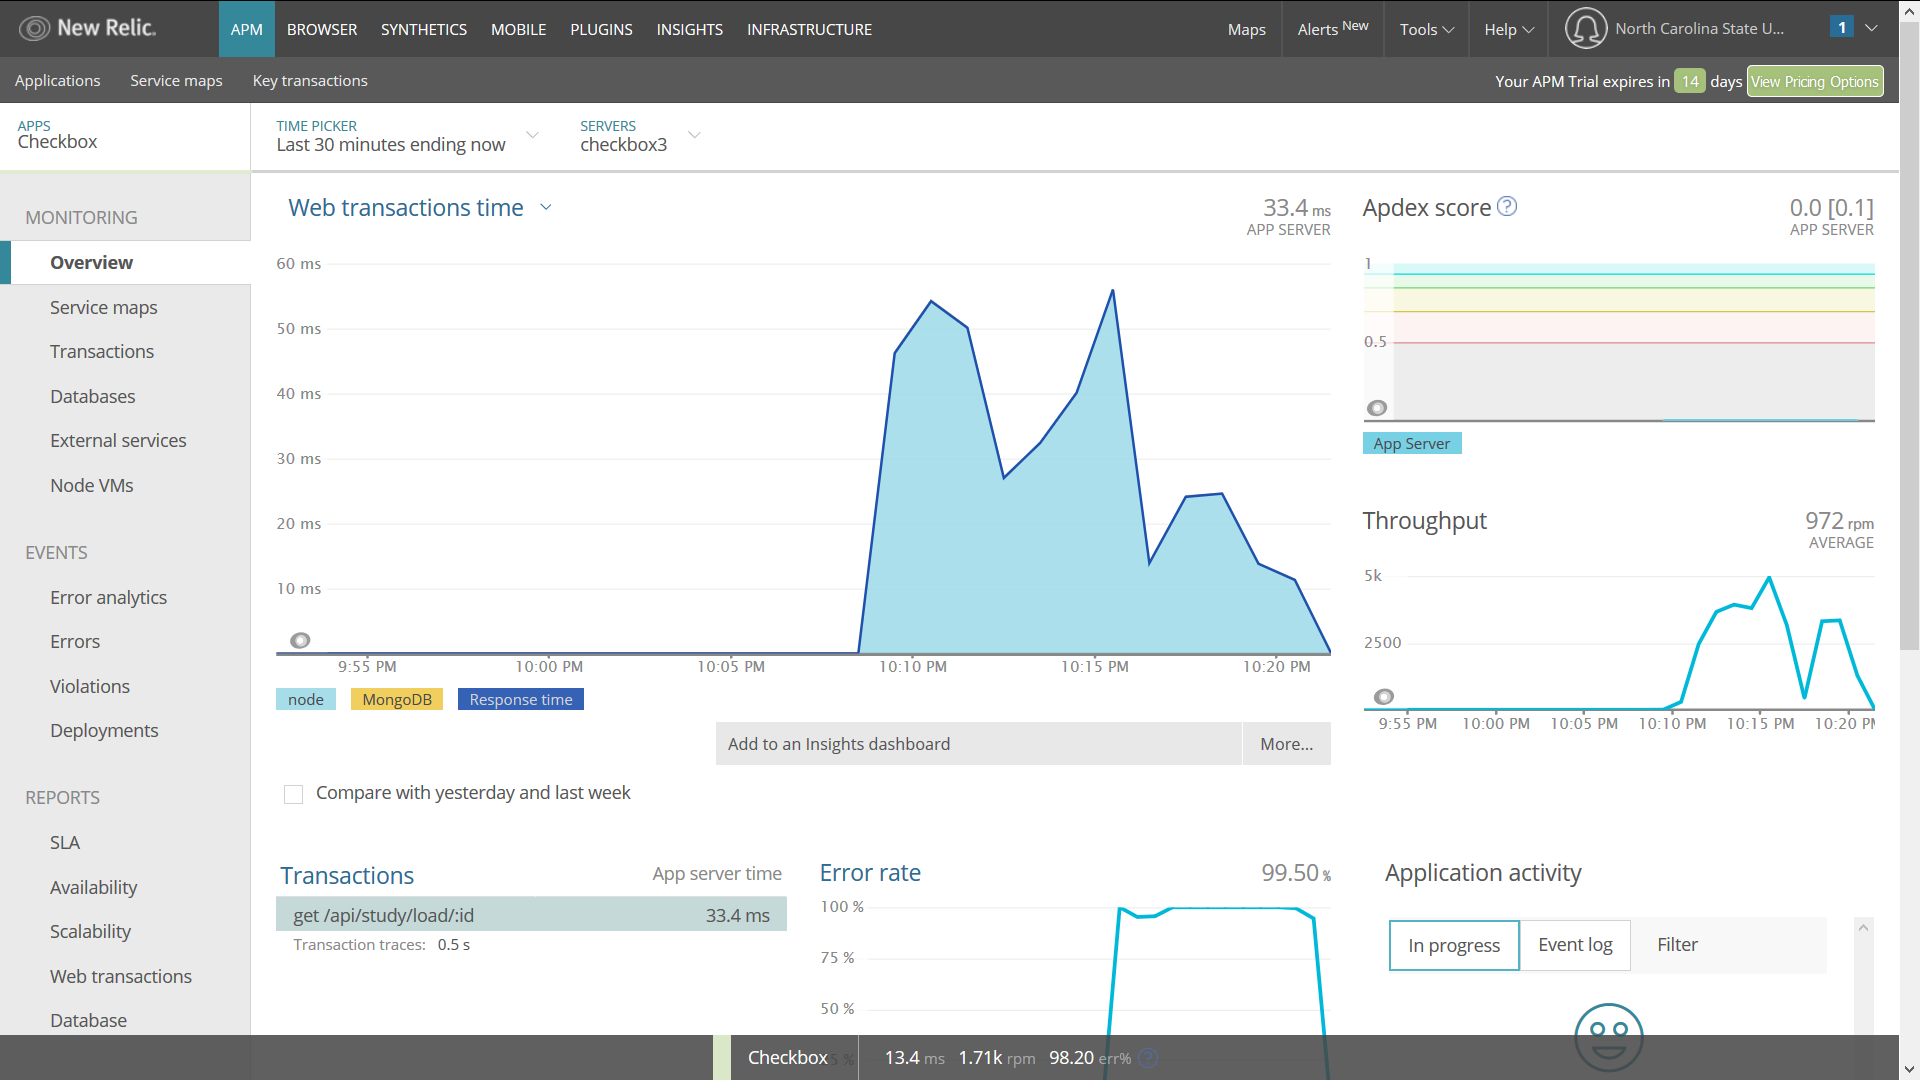 New Relic.
APM BROWSER SYNTHETICS MOBILE PLUGINS INSIGHTS INFRASTRUCTURE
Maps Alerts New Tools Help North Carolina State U... 1
Applications Service maps Key transactions
Your APM Trial expires in 14 days View Pricing Options
APPS
Checkbox
TIME PICKER
Last 30 minutes ending now
SERVERS
checkbox3
MONITORING
Overview
Service maps
Transactions
Databases
External services
Node VMs
EVENTS
Error analytics
Errors
Violations
Deployments
REPORTS
SLA
Availability
Scalability
Web transactions
Database
Web transactions time
33.4 ms
APP SERVER
60 ms
50 ms
40 ms
30 ms
20 ms
10 ms
9:55 PM 10:00 PM 10:05 PM 10:10 PM 10:15 PM 10:20 PM
node MongoDB Response time
Add to an Insights dashboard More...
Compare with yesterday and last week
Apdex score ?
0.0 [0.1]
APP SERVER
1
0.5
App Server
Throughput
972 rpm
AVERAGE
5k
2500
9:55 PM 10:00 PM 10:05 PM 10:10 PM 10:15 PM 10:20 PM
Transactions App server time
get /api/study/load/:id 33.4 ms
Transaction traces: 0.5 s
Error rate 99.50 %
100 %
75 %
50 %
Application activity
In progress Event log Filter
Checkbox 13.4 ms 1.71k rpm 98.20 err% ?